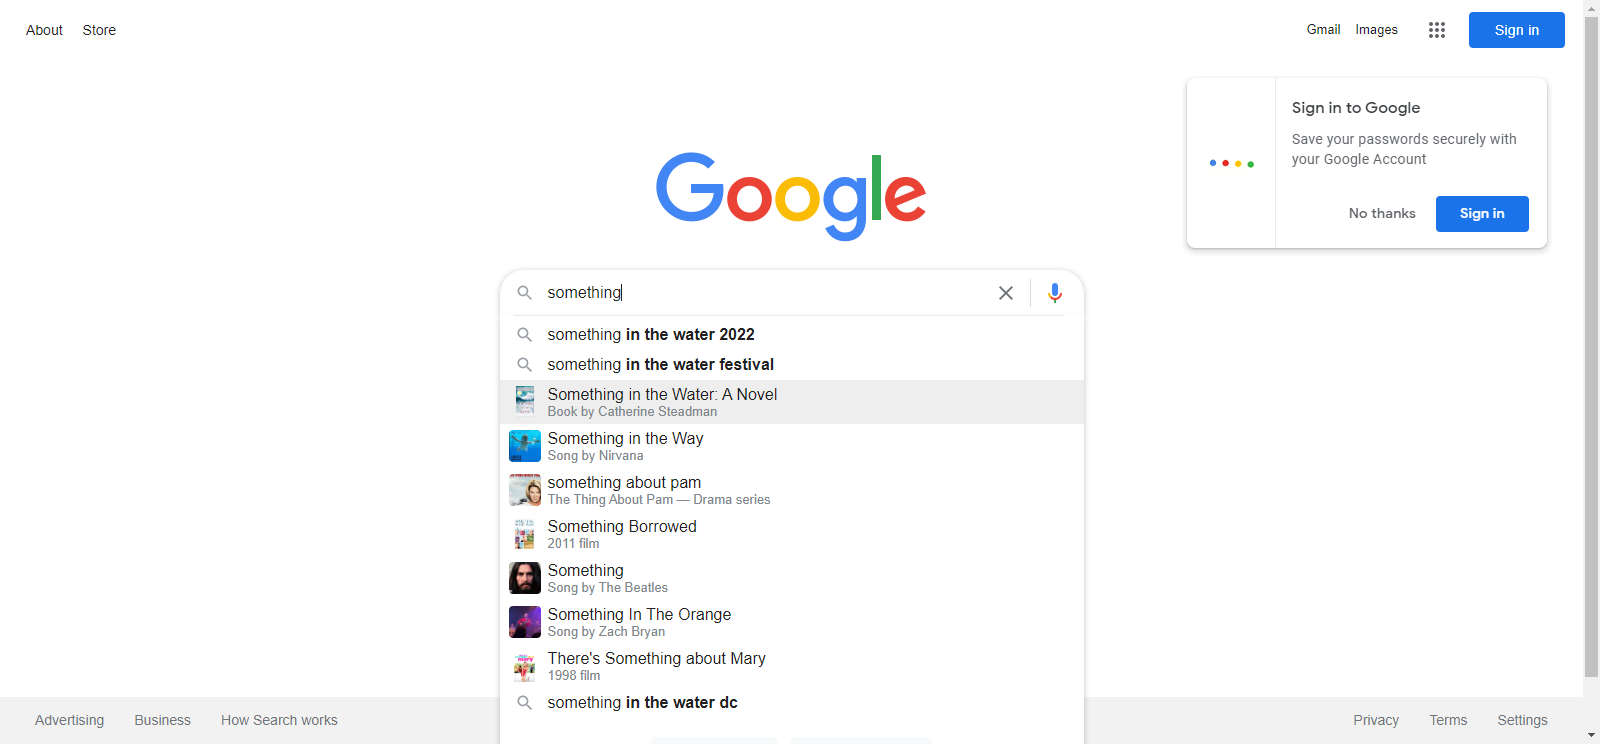 About Store
Gmail Images Sign in
Sign in to Google
Save your passwords securely with
your Google Account
No thanks Sign in
Google
something
something in the water 2022
something in the water festival
Something in the Water: A Novel
Book by Catherine Steadman
Something in the Way
Song by Nirvana
something about pam
The Thing About Pam — Drama series
Something Borrowed
2011 film
Something
Song by The Beatles
Something In The Orange
Song by Zach Bryan
There's Something about Mary
1998 film
something in the water dc
Advertising Business How Search works
Privacy Terms Settings